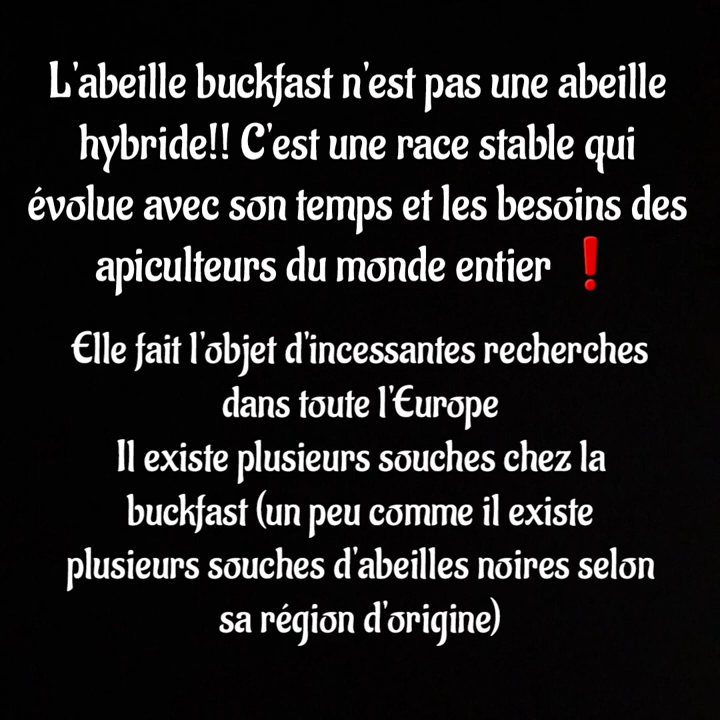 L'abeille buckfast n'est pas une abeille
hybride!! C'est une race stable qui
évolue avec son temps et les besoins des
apiculteurs du monde entier ❗
Elle fait l'objet d'incessantes recherches
dans toute l'Europe
Il existe plusieurs souches chez la
buckfast (un peu comme il existe
plusieurs souches d'abeilles noires selon
sa région d'origine)